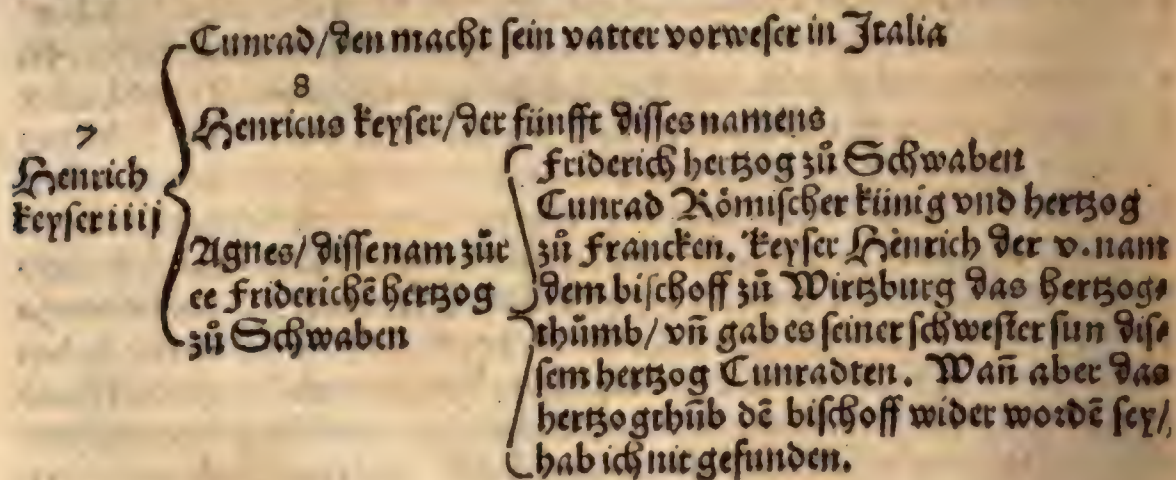 Cunrad/ den macht sein vatter vorweser in Italia
8
Henricus keyser/ der fünfft disses namens
7
Henrich
keyser iiij
Agnes/ disse nam zůr
ee Friderichē hertzog
zů Schwaben
Friderich hertzog zů Schwaben
Cunrad Römischer künig vnd hertzog
zů Francken. Keyser Henrich der v. nam
dem bischoff zů Wirtzburg das hertzog⸗
thůmb/ vn̄ gab es seiner schwester sun dis⸗
sem hertzog Cunradten. Wan̄ aber das
hertzogthůb dē bischoff wider wordē sey/
hab ich nit gefunden.